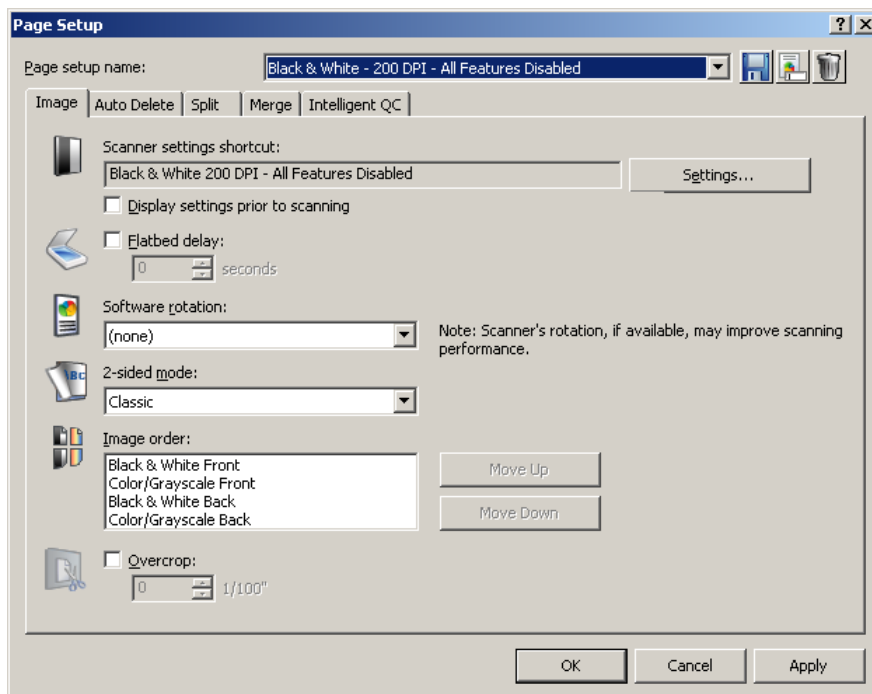 Page Setup
Page setup name:
Black & White - 200 DPI - All Features Disabled
Image
Auto Delete
Split
Merge
Intelligent QC
Scanner settings shortcut:
Black & White 200 DPI - All Features Disabled
Settings...
Display settings prior to scanning
Flatbed delay:
0
seconds
Software rotation:
(none)
Note: Scanner's rotation, if available, may improve scanning
performance.
2-sided mode:
Classic
ABC
Image order:
Black & White Front
Color/Grayscale Front
Black & White Back
Color/Grayscale Back
Move Up
Move Down
Overcrop:
0
1/100"
OK
Cancel
Apply